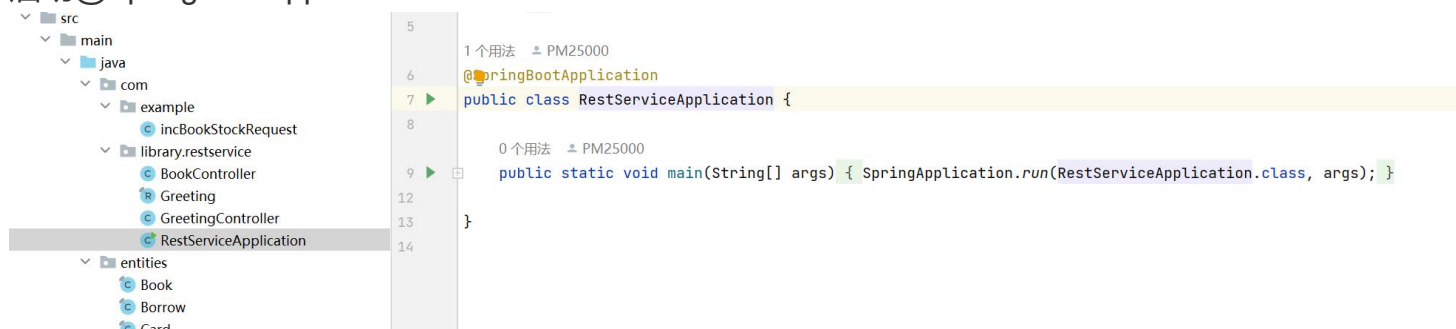 src
main
java
com
example
incBookStockRequest
library.restservice
BookController
Greeting
GreetingController
RestServiceApplication
entities
Book
Borrow
Card
5
1 个用法 PM25000
6 @SpringBootApplication
7 public class RestServiceApplication {
8
0 个用法 PM25000
9 public static void main(String[] args) { SpringApplication.run(RestServiceApplication.class, args); }
12
13 }
14